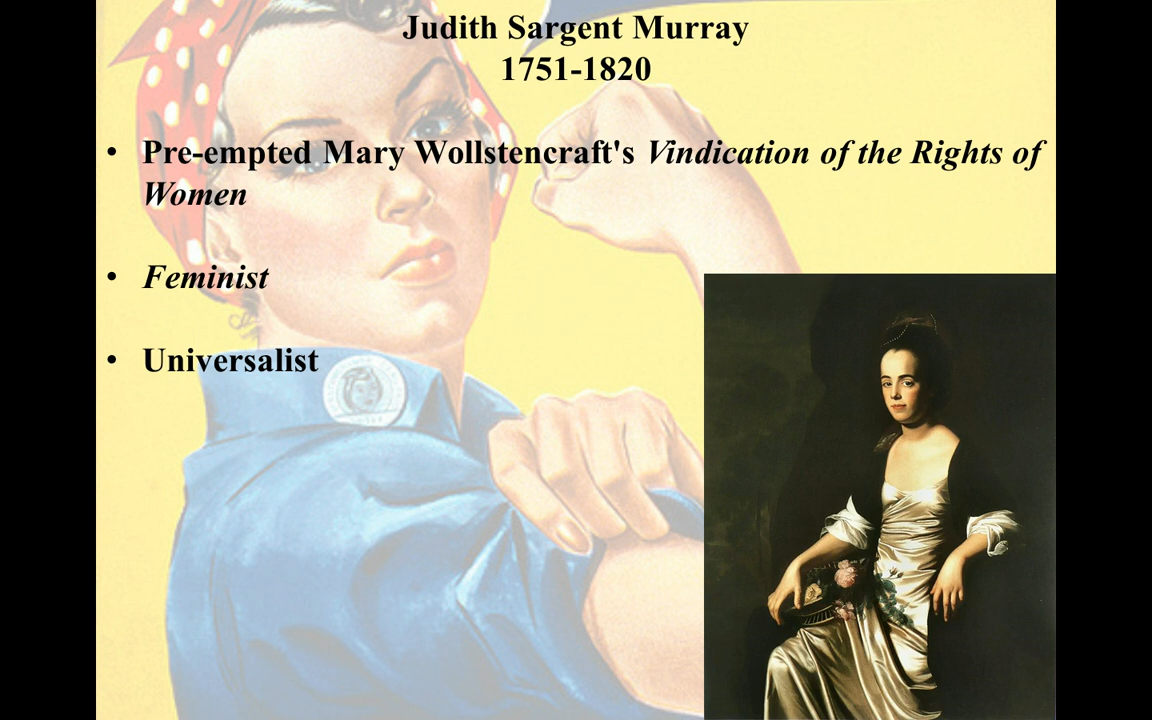 Judith Sargent Murray
1751-1820
• Pre-empted Mary Wollstencraft's Vindication of the Rights of
Women
• Feminist
• Universalist